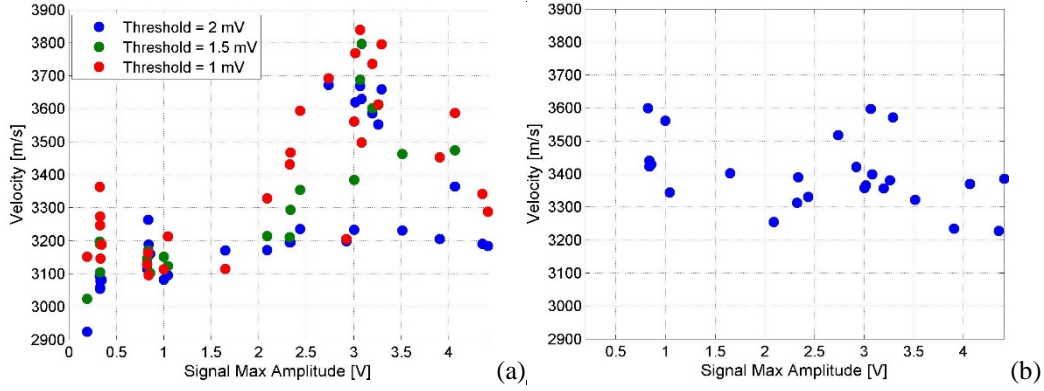 3900
3800
3700
3600
3500
3400
3300
3200
3100
3000
2900
Velocity [m/s]
Threshold = 2 mV
Threshold = 1.5 mV
Threshold = 1 mV
0 0.5 1 1.5 2 2.5 3 3.5 4
Signal Max Amplitude [V]
(a)
3900
3800
3700
3600
3500
3400
3300
3200
3100
3000
2900
Velocity [m/s]
0.5 1 1.5 2 2.5 3 3.5 4
Signal Max Amplitude [V]
(b)